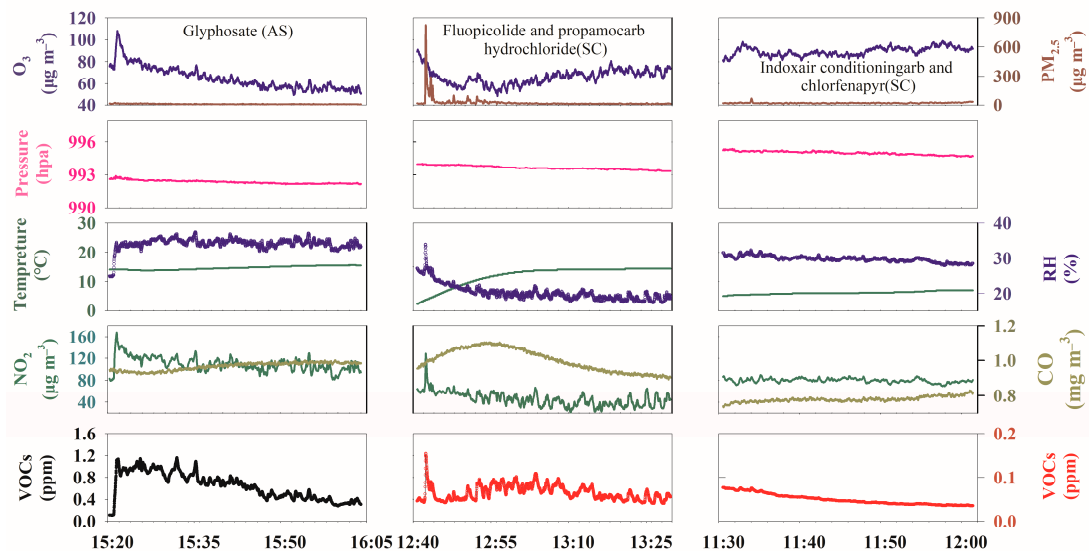 Glyphosate (AS)
Fluopicolide and propamocarb
hydrochloride(SC)
Indoxair conditioningarb and
chlorfenapyr(SC)
O3
(µg m–3)
120
100
80
60
40
900
600
300
0
PM2.5
(µg m–3)
Pressure
(hpa)
996
993
990
Tempreture
(°C)
30
20
10
0
40
30
20
RH
(%)
NO2
(µg m–3)
160
120
80
40
1.2
1.0
0.8
CO
(mg m–3)
VOCs
(ppm)
1.6
1.2
0.8
0.4
0.0
0.2
0.1
0.0
VOCs
(ppm)
15:20 15:35 15:50 16:05 12:40 12:55 13:10 13:25 11:30 11:40 11:50 12:00